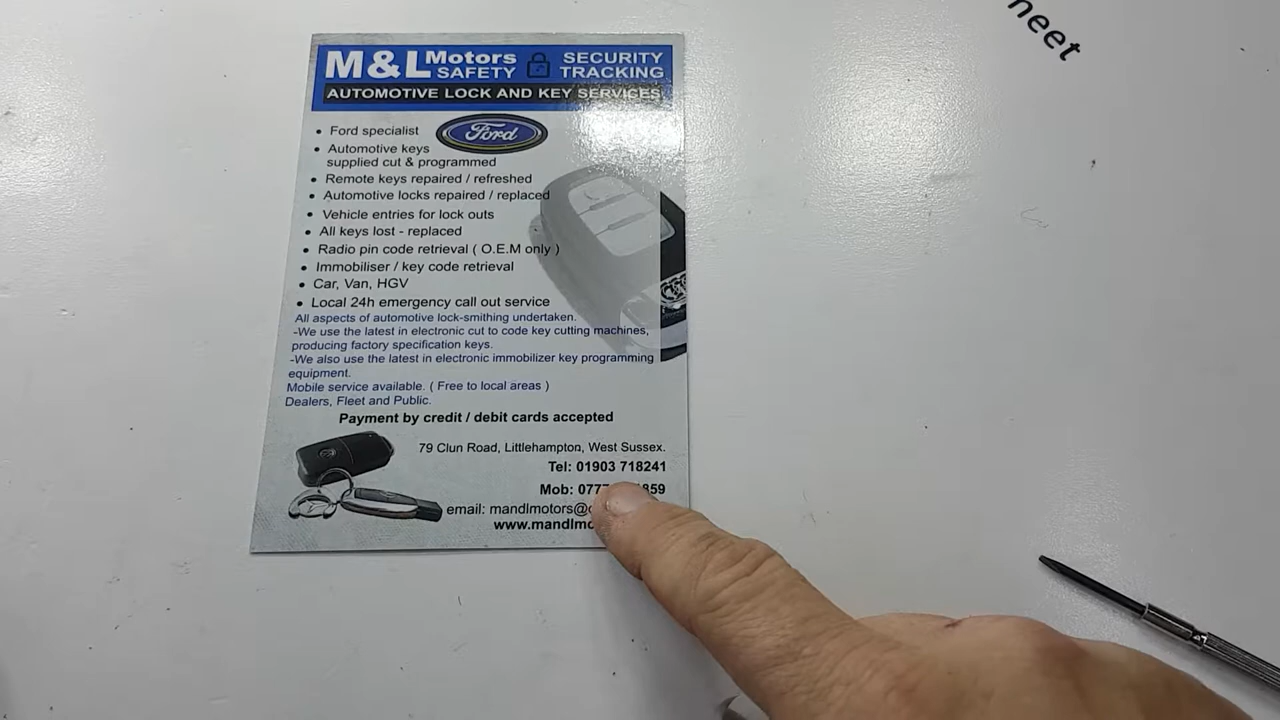 neet
M&L Motors SAFETY SECURITY TRACKING
AUTOMOTIVE LOCK AND KEY SERVICES
Ford
• Ford specialist
• Automotive keys
supplied cut & programmed
• Remote keys repaired / refreshed
• Automotive locks repaired / replaced
• Vehicle entries for lock outs
• All keys lost - replaced
• Radio pin code retrieval ( O.E.M only )
• Immobiliser / key code retrieval
• Car, Van, HGV
• Local 24h emergency call out service
All aspects of automotive lock-smithing undertaken.
-We use the latest in electronic cut to code key cutting machines,
producing factory specification keys.
-We also use the latest in electronic immobilizer key programming
equipment.
Mobile service available. ( Free to local areas )
Dealers, Fleet and Public.
Payment by credit / debit cards accepted
79 Clun Road, Littlehampton, West Sussex.
Tel: 01903 718241
Mob: 0777 859
email: mandlmotors@
www.mandlmo